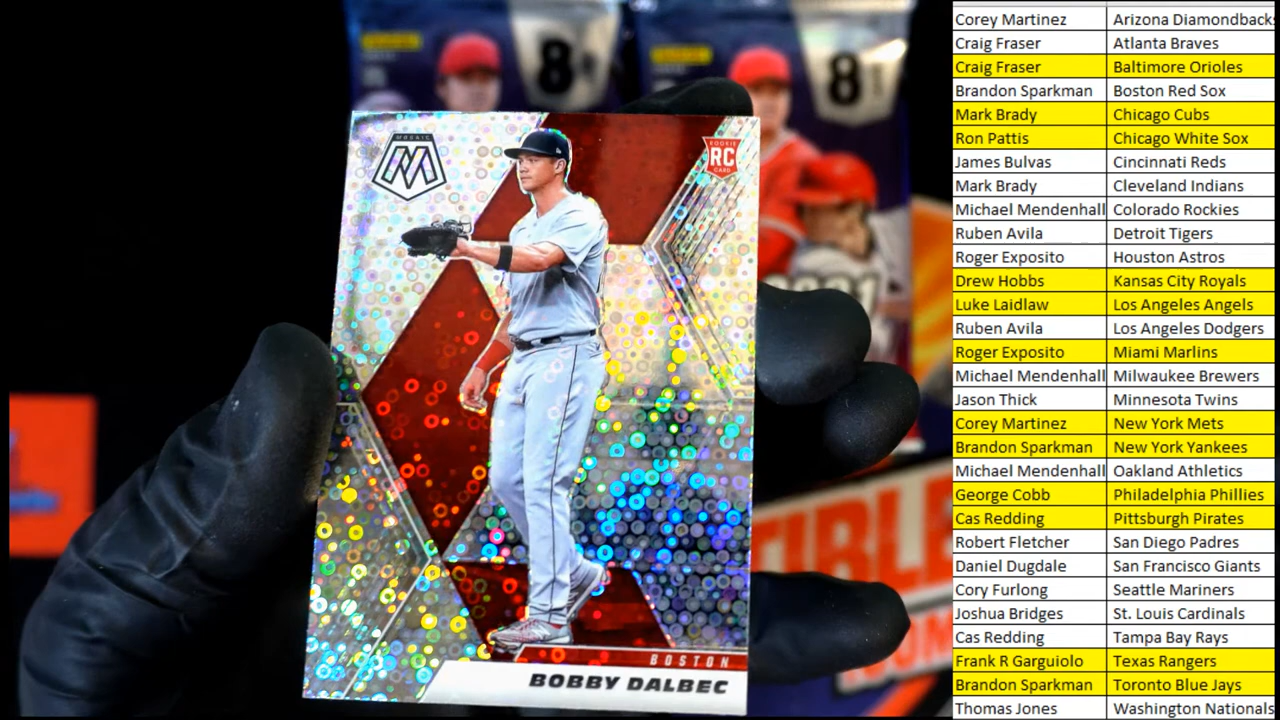 8
8
MOSAIC
M
ROOKIE
RC
CARD
BOSTON
BOBBY DALBEC
Corey Martinez Arizona Diamondbacks
Craig Fraser Atlanta Braves
Craig Fraser Baltimore Orioles
Brandon Sparkman Boston Red Sox
Mark Brady Chicago Cubs
Ron Pattis Chicago White Sox
James Bulvas Cincinnati Reds
Mark Brady Cleveland Indians
Michael Mendenhall Colorado Rockies
Ruben Avila Detroit Tigers
Roger Exposito Houston Astros
Drew Hobbs Kansas City Royals
Luke Laidlaw Los Angeles Angels
Ruben Avila Los Angeles Dodgers
Roger Exposito Miami Marlins
Michael Mendenhall Milwaukee Brewers
Jason Thick Minnesota Twins
Corey Martinez New York Mets
Brandon Sparkman New York Yankees
Michael Mendenhall Oakland Athletics
George Cobb Philadelphia Phillies
Cas Redding Pittsburgh Pirates
Robert Fletcher San Diego Padres
Daniel Dugdale San Francisco Giants
Cory Furlong Seattle Mariners
Joshua Bridges St. Louis Cardinals
Cas Redding Tampa Bay Rays
Frank R Garguiolo Texas Rangers
Brandon Sparkman Toronto Blue Jays
Thomas Jones Washington Nationals